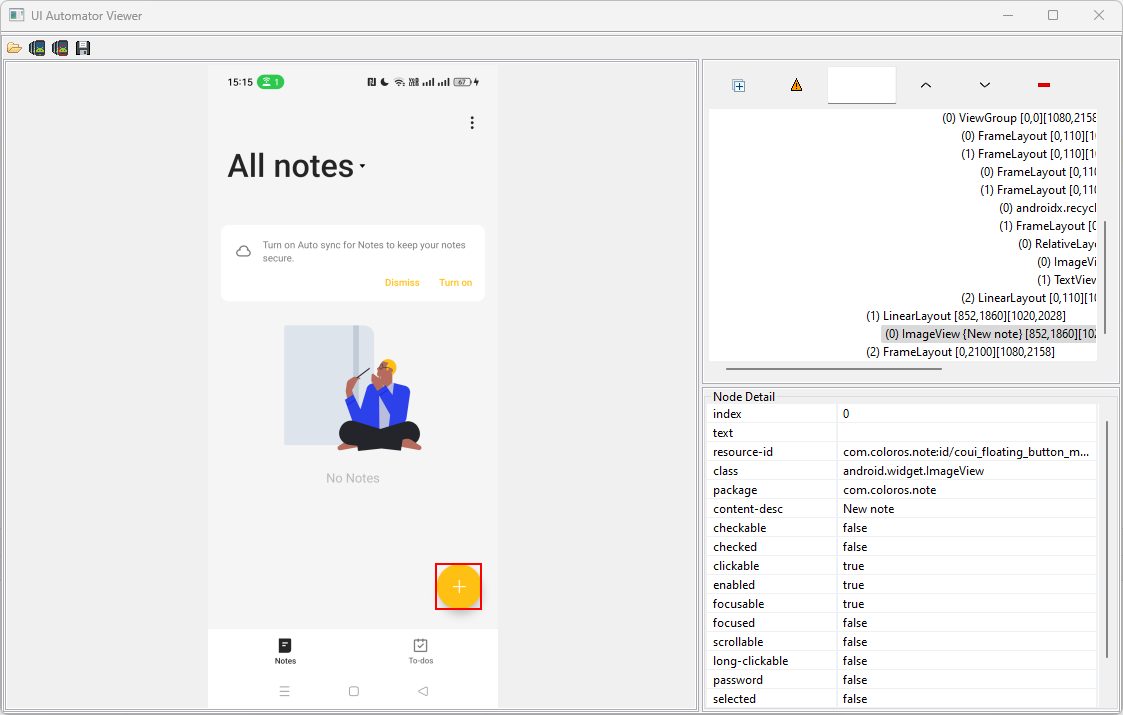 UI Automator Viewer
15:15 1
67
All notes
Turn on Auto sync for Notes to keep your notes
secure.
Dismiss Turn on
No Notes
Notes To-dos
(0) ViewGroup [0,0][1080,2158
(0) FrameLayout [0,110][1
(1) FrameLayout [0,110][1
(0) FrameLayout [0,11
(1) FrameLayout [0,11
(0) androidx.recycl
(1) FrameLayout [
(0) RelativeLay
(0) ImageVi
(1) TextView
(2) LinearLayout [0,110][1
(1) LinearLayout [852,1860][1020,2028]
(0) ImageView {New note} [852,1860][102
(2) FrameLayout [0,2100][1080,2158]
Node Detail
index 0
text
resource-id com.coloros.note:id/coui_floating_button_m...
class android.widget.ImageView
package com.coloros.note
content-desc New note
checkable false
checked false
clickable true
enabled true
focusable true
focused false
scrollable false
long-clickable false
password false
selected false